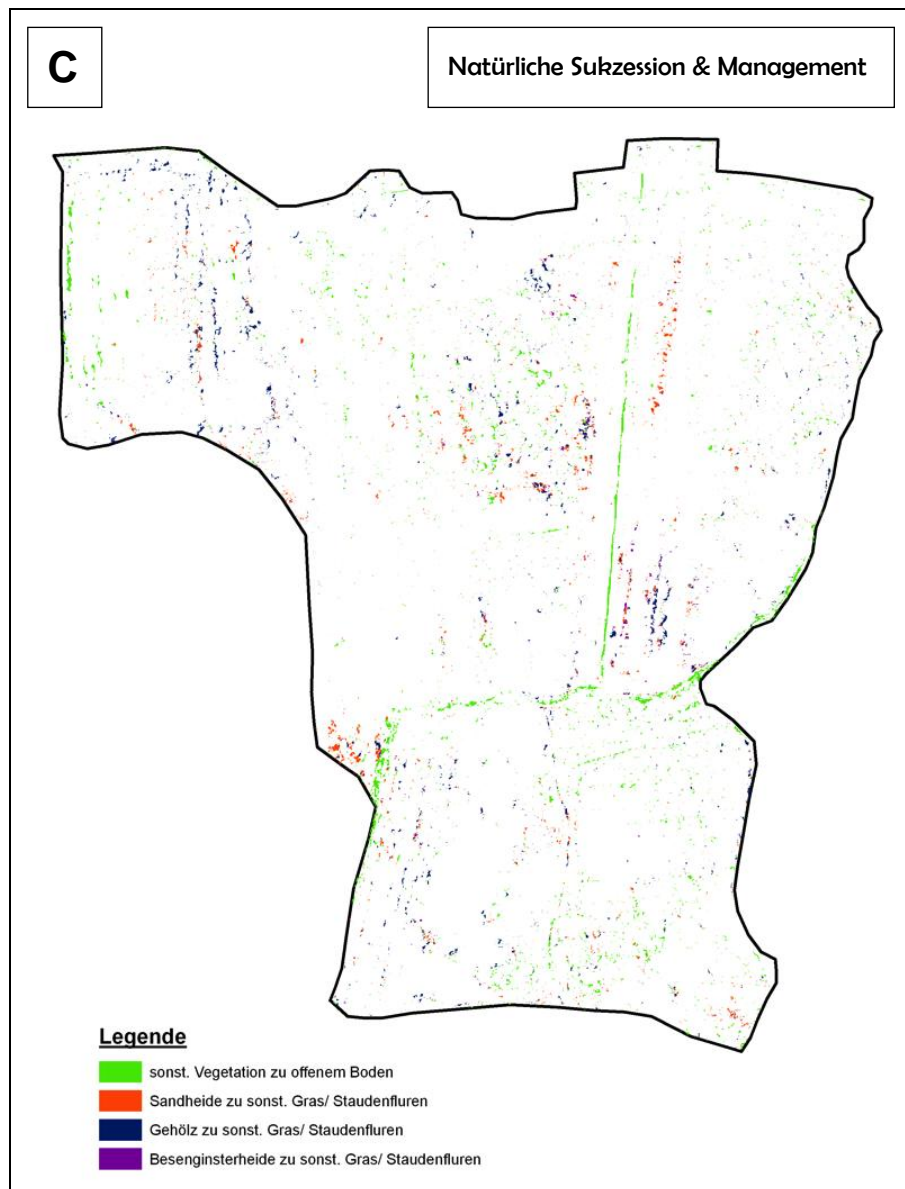 C
Natürliche Sukzession & Management
Legende
sonst. Vegetation zu offenem Boden
Sandheide zu sonst. Gras/ Staudenfluren
Gehölz zu sonst. Gras/ Staudenfluren
Besenginsterheide zu sonst. Gras/ Staudenfluren